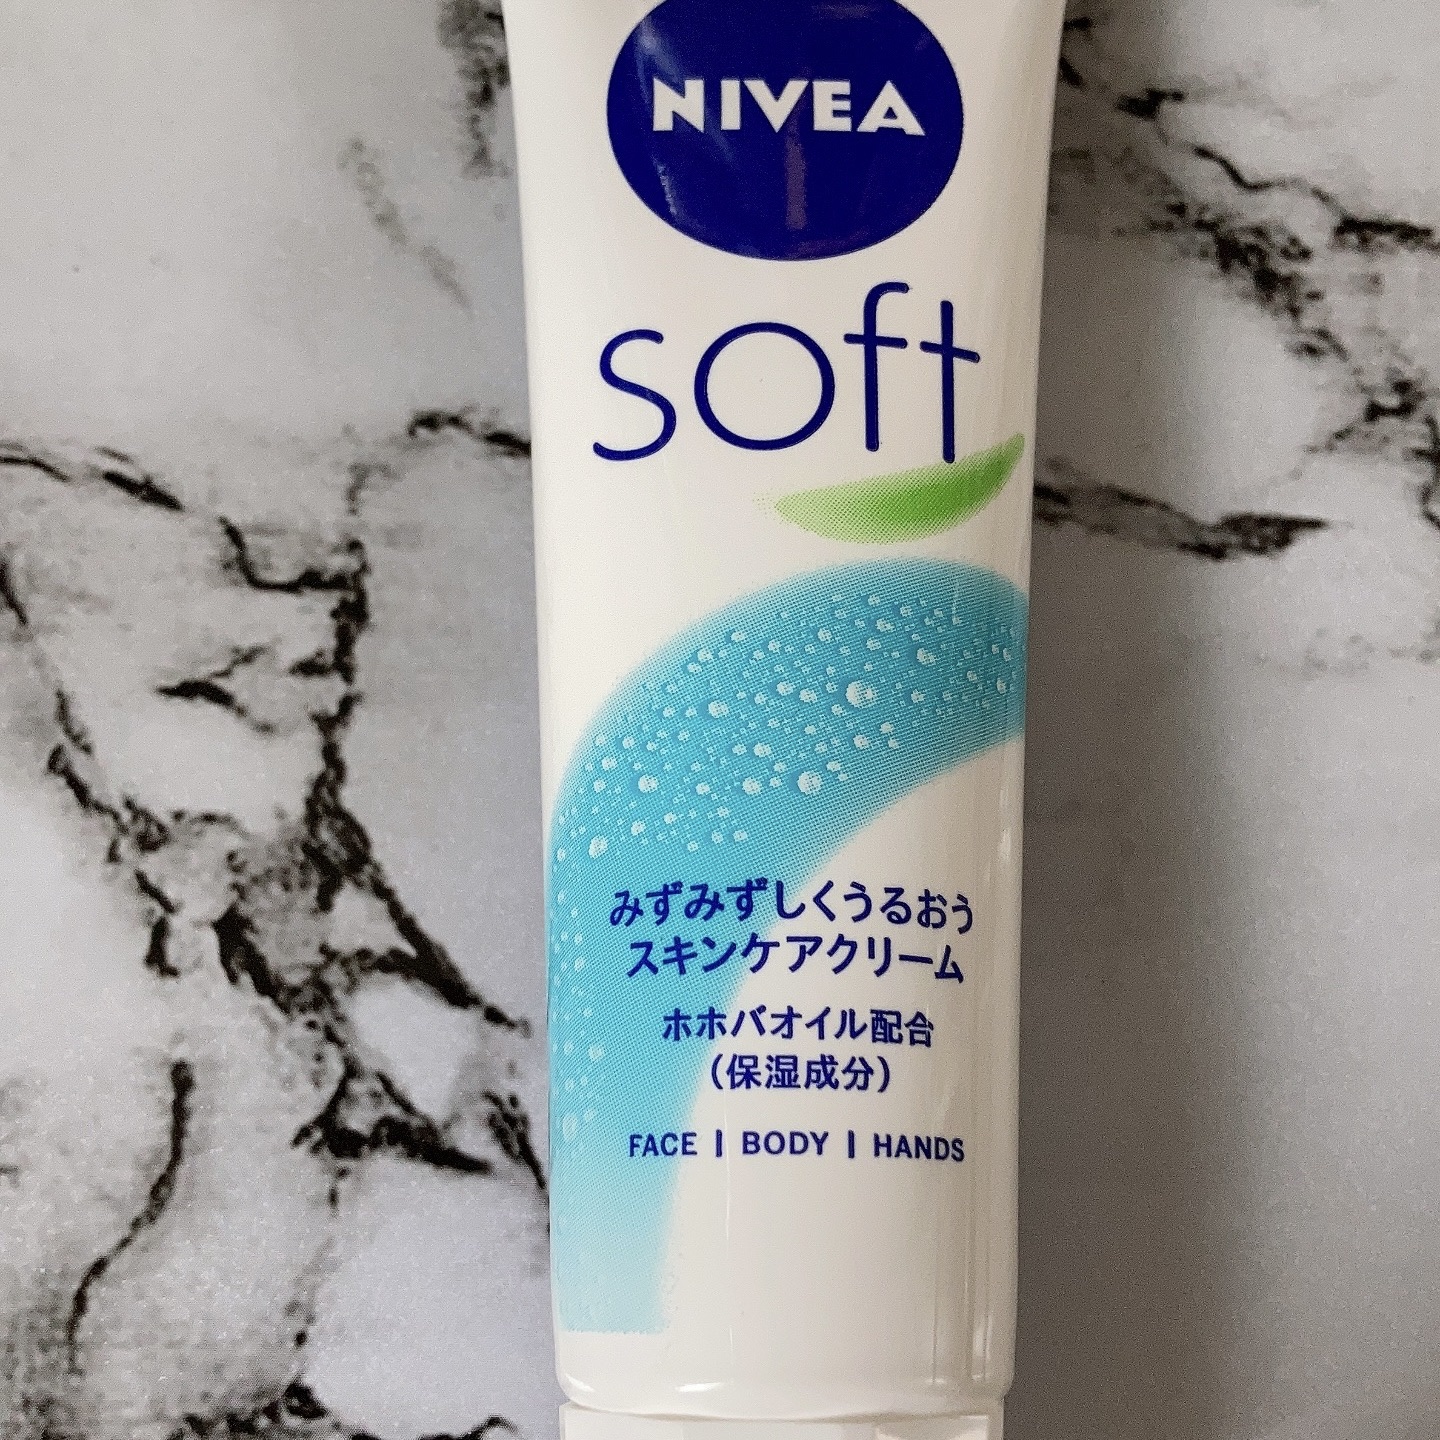 NIVEA
soft
みずみずしくうるおう
スキンケアクリーム
ホホバオイル配合
（保湿成分）
FACE | BODY | HANDS